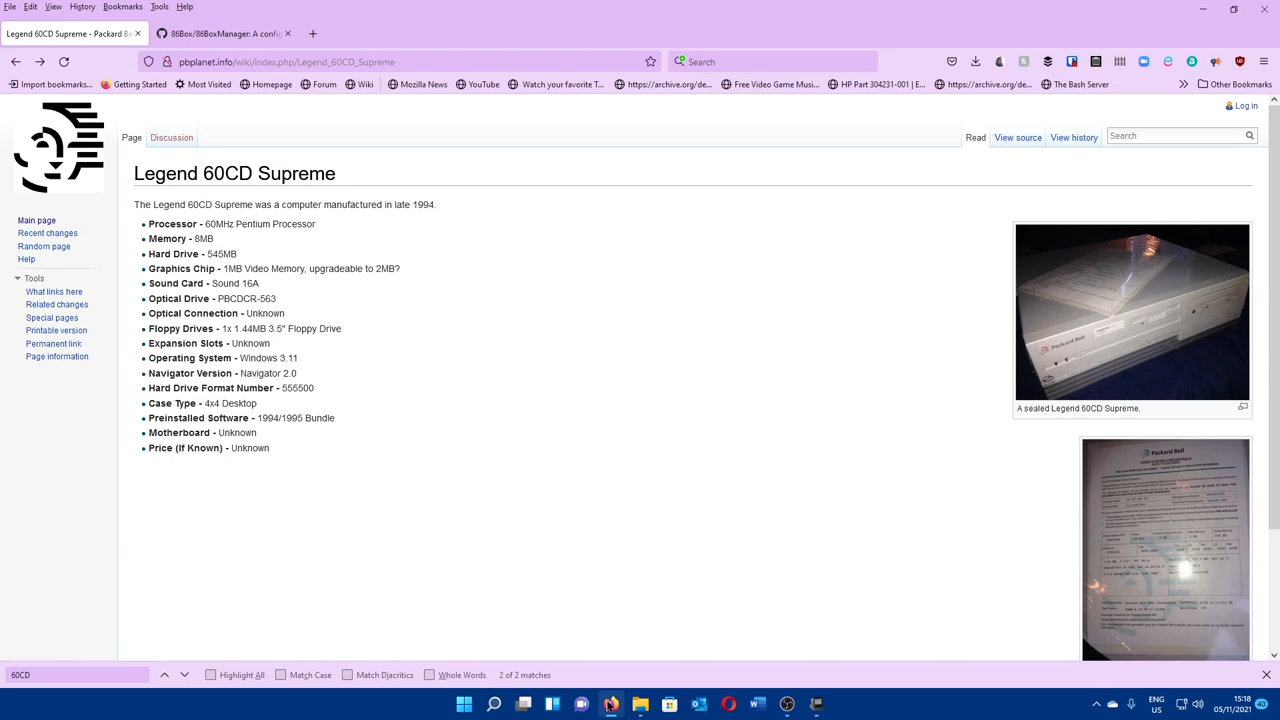 File Edit View History Bookmarks Tools Help
Legend 60CD Supreme - Packard Be
86Box/86BoxManager: A config
pbplanet.info/wiki/index.php/Legend_60CD_Supreme
Search
Import bookmarks... Getting Started Most Visited Homepage Forum Wiki Mozilla News YouTube Watch your favorite T... https://archive.org/de... Free Video Game Musi... HP Part 304231-001 | E... https://archive.org/de... The Bash Server Other Bookmarks
Log in
Page Discussion Read View source View history Search
Legend 60CD Supreme
The Legend 60CD Supreme was a computer manufactured in late 1994.
Processor - 60MHz Pentium Processor
Memory - 8MB
Hard Drive - 545MB
Graphics Chip - 1MB Video Memory, upgradeable to 2MB?
Sound Card - Sound 16A
Optical Drive - PBCDCR-563
Optical Connection - Unknown
Floppy Drives - 1x 1.44MB 3.5" Floppy Drive
Expansion Slots - Unknown
Operating System - Windows 3.11
Navigator Version - Navigator 2.0
Hard Drive Format Number - 555500
Case Type - 4x4 Desktop
Preinstalled Software - 1994/1995 Bundle
Motherboard - Unknown
Price (If Known) - Unknown
Main page
Recent changes
Random page
Help
Tools
What links here
Related changes
Special pages
Printable version
Permanent link
Page information
Packard Bell
A sealed Legend 60CD Supreme.
Packard Bell
YOUR SYSTEM CREDENTIALS
60CD
Highlight All Match Case Match Diacritics Whole Words 2 of 2 matches
ENG
US
15:18
05/11/2021